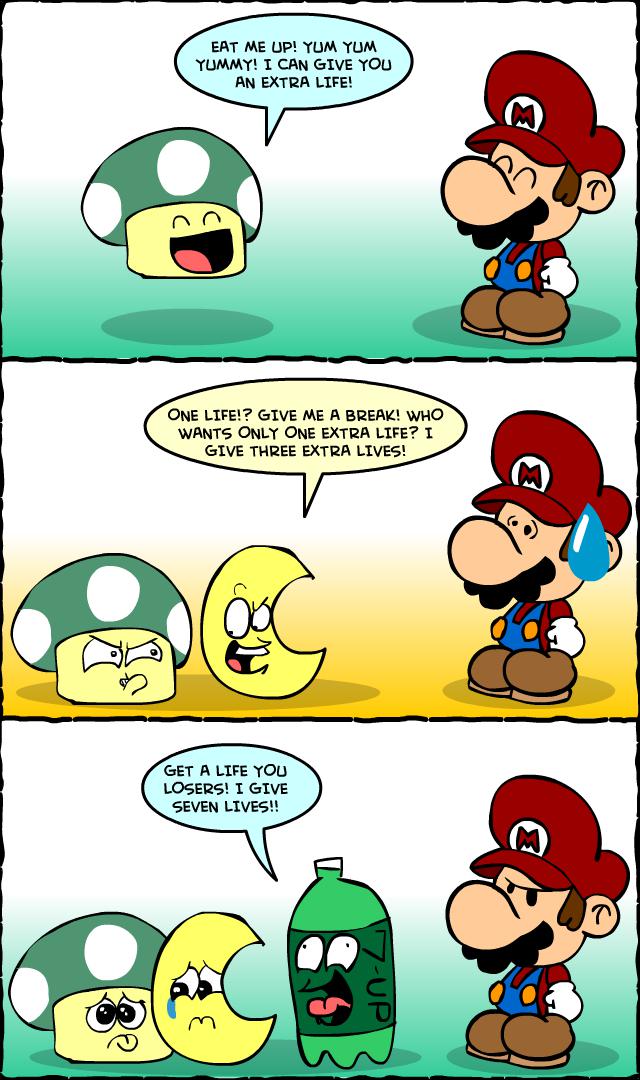 EAT ME UP! YUM YUM
YUMMY! I CAN GIVE YOU
AN EXTRA LIFE!
M
ONE LIFE!? GIVE ME A BREAK! WHO
WANTS ONLY ONE EXTRA LIFE? I
GIVE THREE EXTRA LIVES!
M
GET A LIFE YOU
LOSERS! I GIVE
SEVEN LIVES!!
M
7-UP